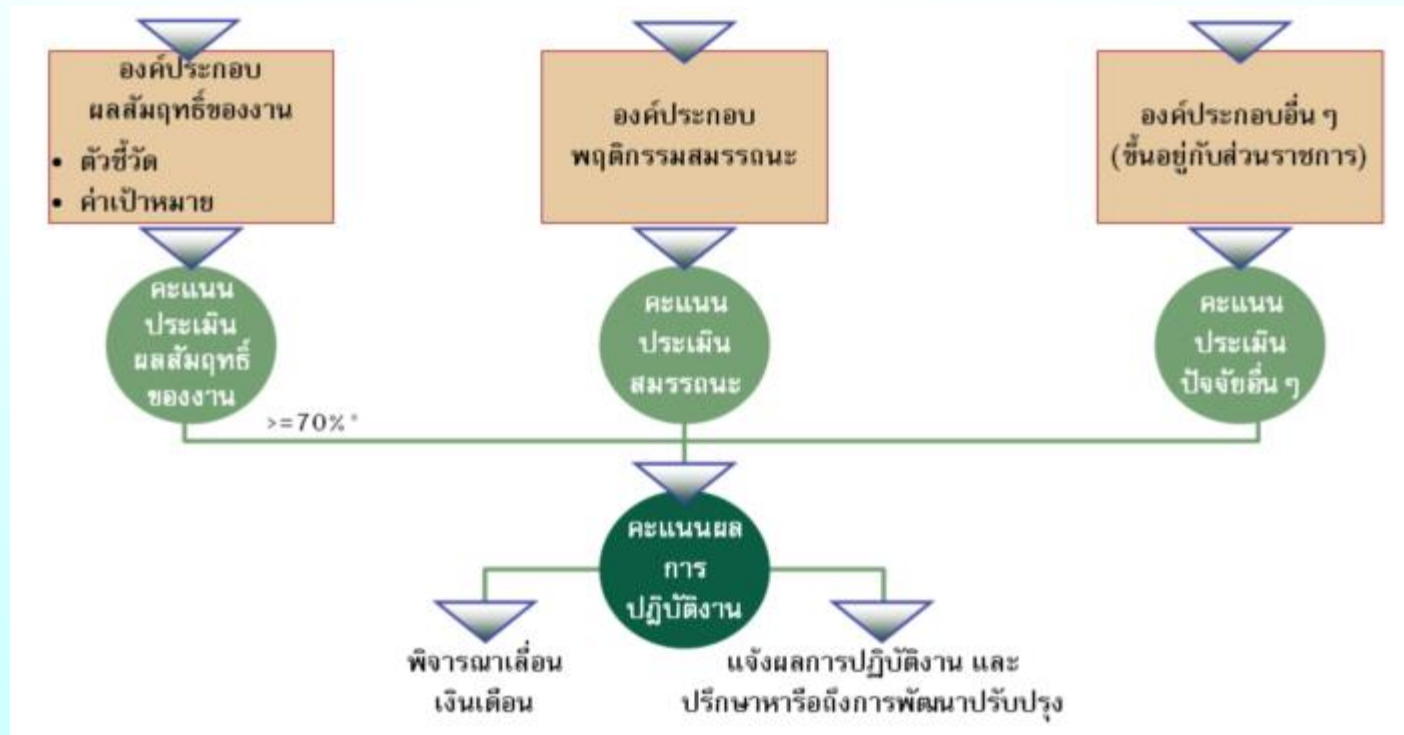 องค์ประกอบ
ผลสัมฤทธิ์ของงาน
• ตัวชี้วัด
• ค่าเป้าหมาย
องค์ประกอบ
พฤติกรรมสมรรถนะ
องค์ประกอบอื่น ๆ
(ขึ้นอยู่กับส่วนราชการ)
คะแนน
ประเมิน
ผลสัมฤทธิ์
ของงาน
คะแนน
ประเมิน
สมรรถนะ
คะแนน
ประเมิน
ปัจจัยอื่น ๆ
>=70%*
คะแนนผล
การ
ปฏิบัติงาน
พิจารณาเลื่อน
เงินเดือน
แจ้งผลการปฏิบัติงาน และ
ปรึกษาหารือถึงการพัฒนาปรับปรุง